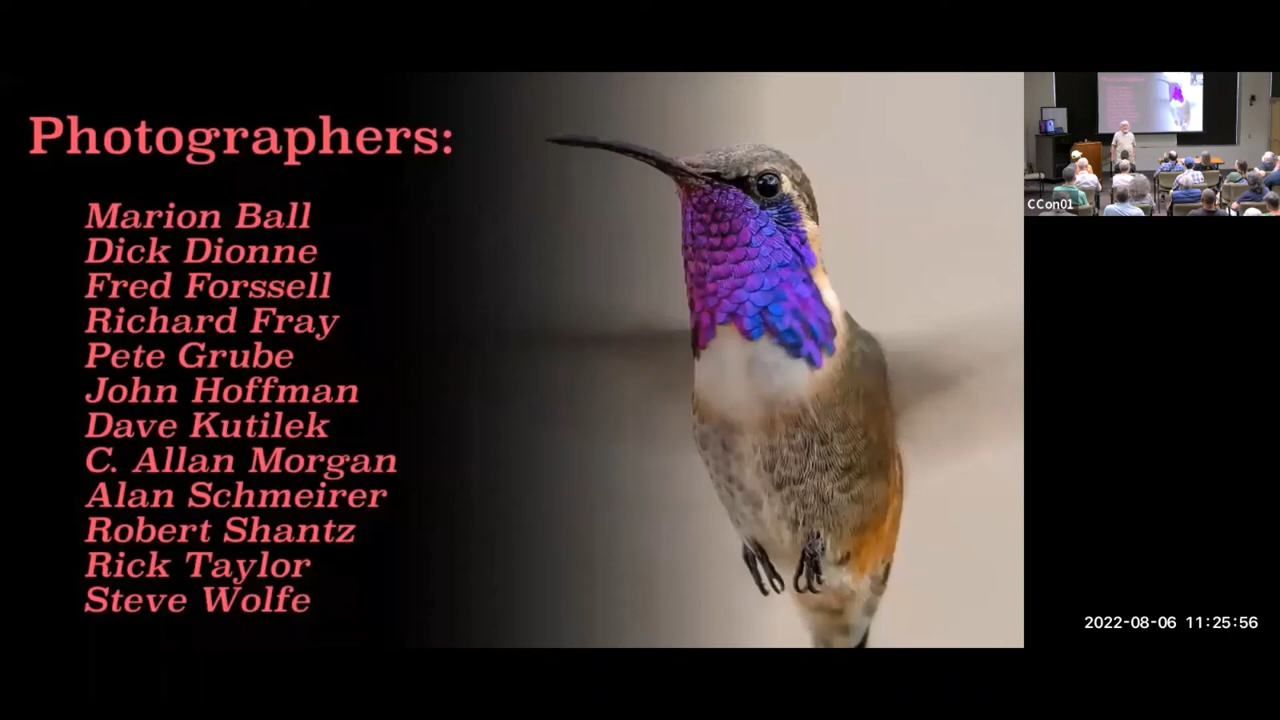 Photographers:
Marion Ball
Dick Dionne
Fred Forssell
Richard Fray
Pete Grube
John Hoffman
Dave Kutilek
C. Allan Morgan
Alan Schmeirer
Robert Shantz
Rick Taylor
Steve Wolfe
CCon01
2022-08-06 11:25:56